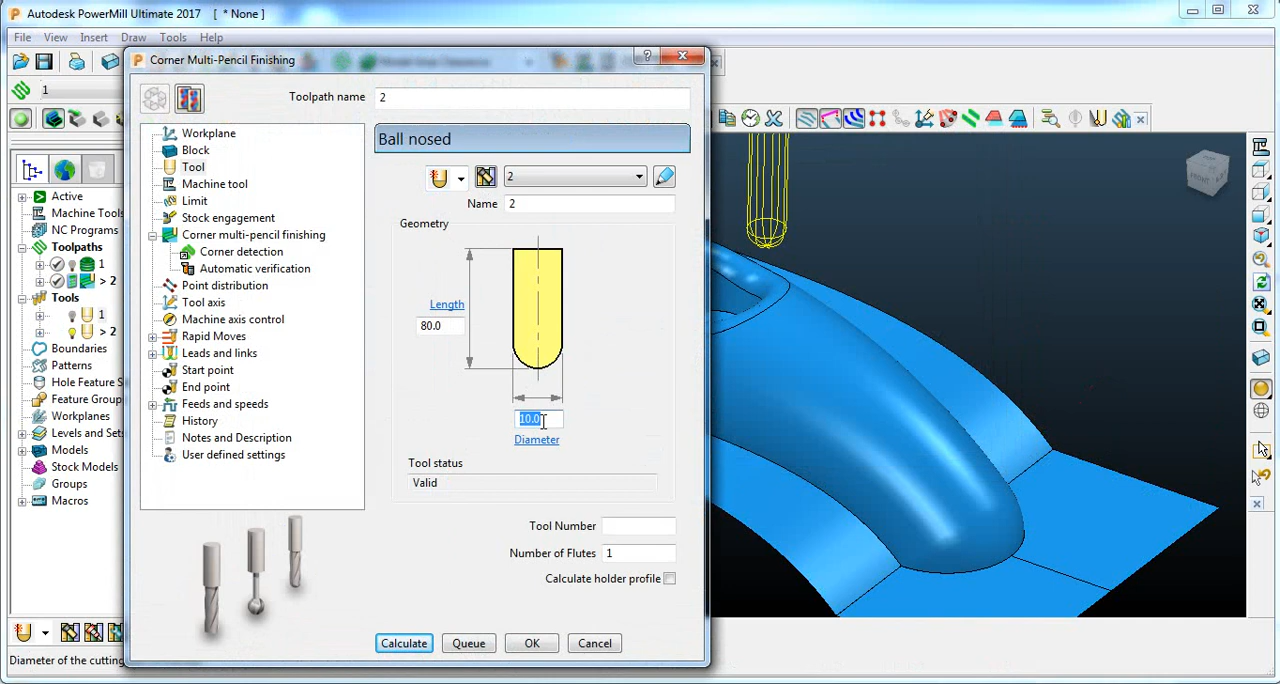 Autodesk PowerMill Ultimate 2017 [ * None ]
File View Insert Draw Tools Help
Corner Multi-Pencil Finishing
1
Toolpath name 2
Workplane
Block
Tool
Machine tool
Limit
Stock engagement
Corner multi-pencil finishing
Corner detection
Automatic verification
Point distribution
Tool axis
Machine axis control
Rapid Moves
Leads and links
Start point
End point
Feeds and speeds
History
Notes and Description
User defined settings
Ball nosed
2
Name 2
Geometry
Length
80.0
10.0
Diameter
Tool status
Valid
Tool Number
Number of Flutes 1
Calculate holder profile
Calculate Queue OK Cancel
Active
Machine Tools
NC Programs
Toolpaths
1
> 2
Tools
1
> 2
Boundaries
Patterns
Hole Feature S
Feature Group
Workplanes
Levels and Sets
Models
Stock Models
Groups
Macros
FRONT
Diameter of the cutting